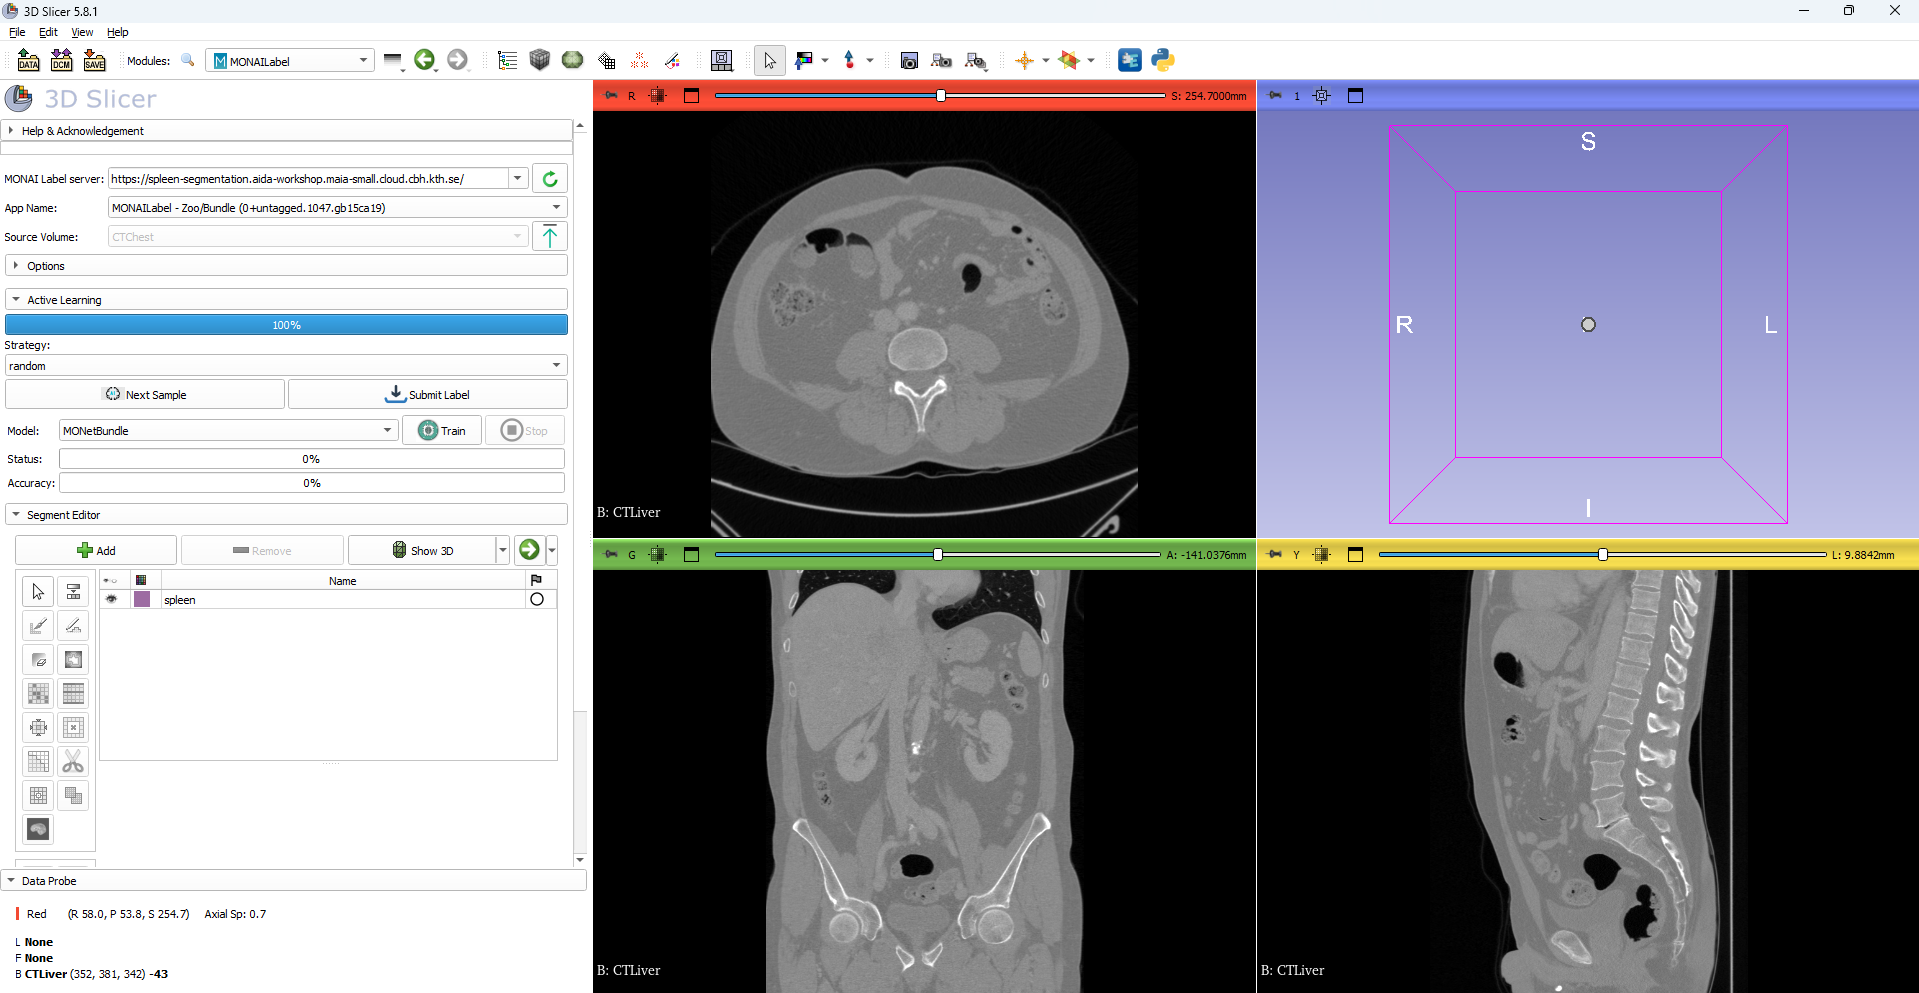 3D Slicer 5.8.1
File Edit View Help
DATA DCM SAVE Modules: MONAILabel
3D Slicer
Help & Acknowledgement
MONAI Label server: https://spleen-segmentation.aida-workshop.maia-small.cloud.cbh.kth.se/
App Name: MONAILabel - Zoo/Bundle (0+untagged.1047.gb15ca19)
Source Volume: CTChest
Options
Active Learning
100%
Strategy:
random
Next Sample Submit Label
Model: MONetBundle Train Stop
Status: 0%
Accuracy: 0%
Segment Editor
Add Remove Show 3D
Name
spleen
Data Probe
Red (R 58.0, P 53.8, S 254.7) Axial Sp: 0.7
L None
F None
B CTLiver (352, 381, 342) -43
R S: 254.7000mm
B: CTLiver
1
S
R L
I
G A: -141.0376mm
B: CTLiver
Y L: 9.8842mm
B: CTLiver